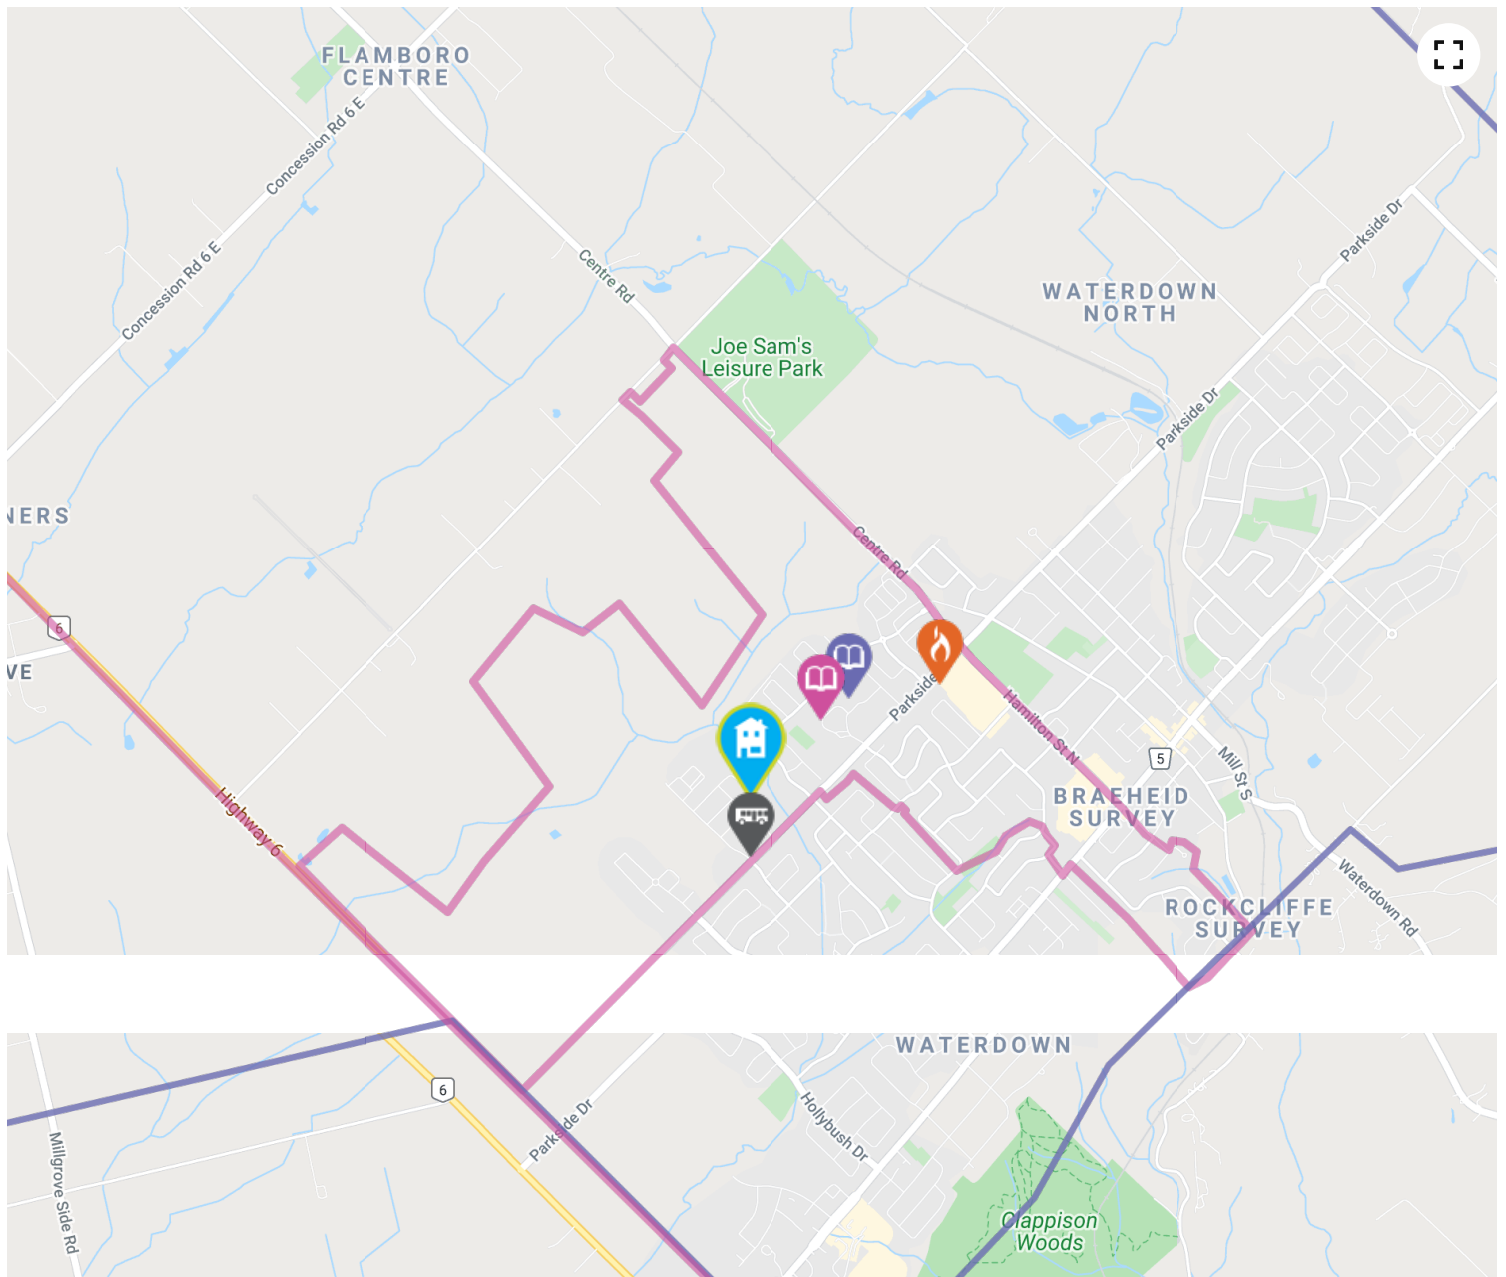 FLAMBORO
CENTRE
Concession Rd 6 E
Concession Rd 6 E
Parkside Dr
Centre Rd
WATERDOWN
NORTH
Joe Sam's
Leisure Park
Parkside Dr
NERS
Centre Rd
6
VE
Parkside
Hamilton St N
5
Mill St S
Highway 6
BRAEHEID
SURVEY
Waterdown Rd
ROCKCLIFFE
SURVEY
WATERDOWN
6
Parkside Dr
Hollybush Dr
Millgrove Side Rd
Clappison
Woods